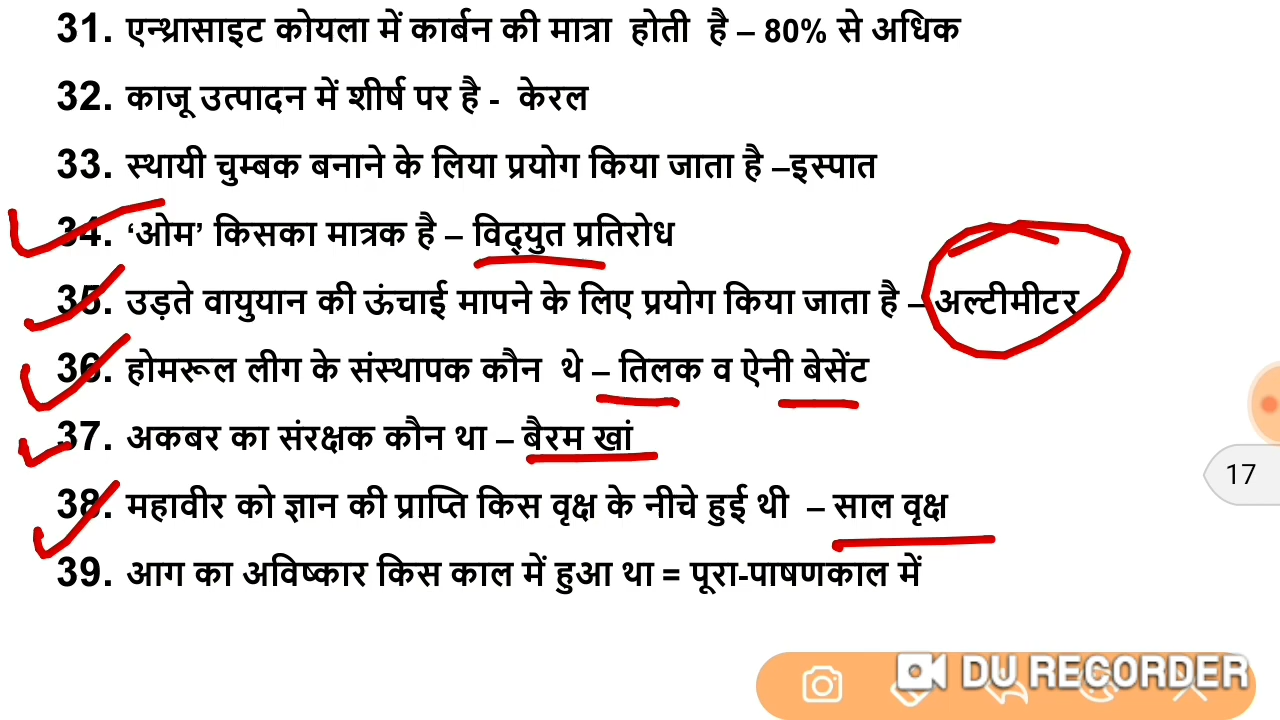 31. एन्थ्रासाइट कोयला में कार्बन की मात्रा होती है – 80% से अधिक
32. काजू उत्पादन में शीर्ष पर है - केरल
33. स्थायी चुम्बक बनाने के लिया प्रयोग किया जाता है –इस्पात
34. ‘ओम’ किसका मात्रक है – विद्युत प्रतिरोध
35. उड़ते वायुयान की ऊंचाई मापने के लिए प्रयोग किया जाता है – अल्टीमीटर
36. होमरूल लीग के संस्थापक कौन थे – तिलक व ऐनी बेसेंट
37. अकबर का संरक्षक कौन था – बैरम खां
17
38. महावीर को ज्ञान की प्राप्ति किस वृक्ष के नीचे हुई थी – साल वृक्ष
39. आग का अविष्कार किस काल में हुआ था = पूरा-पाषणकाल में
DU RECORDER